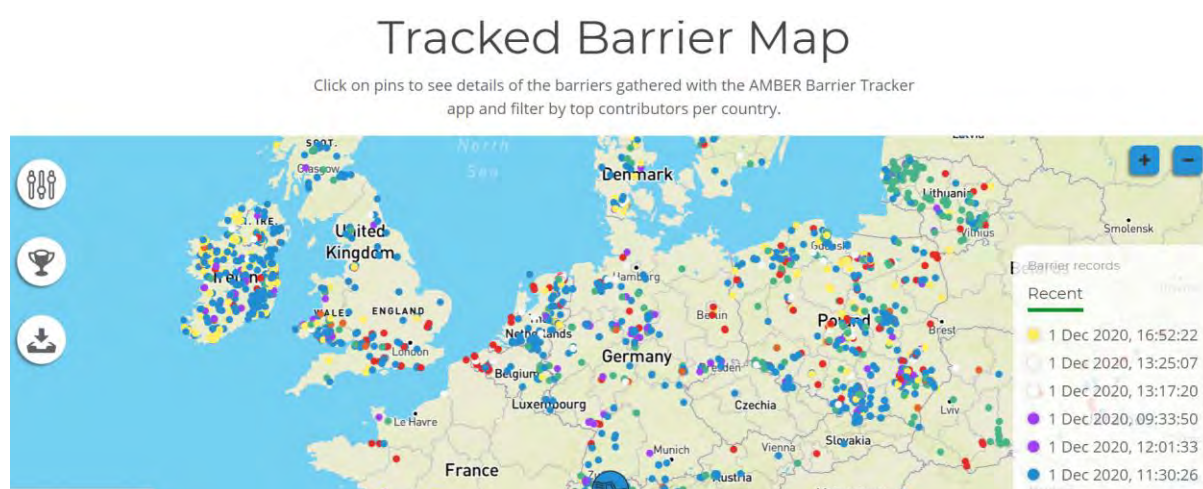 Tracked Barrier Map
Click on pins to see details of the barriers gathered with the AMBER Barrier Tracker
app and filter by top contributors per country.
North
Sea
SCOT.
Glasgow
Denmark
Lithuania
Vilnius
Smolensk
United
Kingdom
Hamburg
WALES
ENGLAND
London
Netherlands
Berlin
Poland
Brest
Germany
Belgium
Dresden
Luxembourg
Czechia
Lviv
Le Havre
Slovakia
Munich
Vienna
France
Austria
+
−
Barrier records
Recent
1 Dec 2020, 16:52:22
1 Dec 2020, 13:25:07
1 Dec 2020, 13:17:20
1 Dec 2020, 09:33:50
1 Dec 2020, 12:01:33
1 Dec 2020, 11:30:26